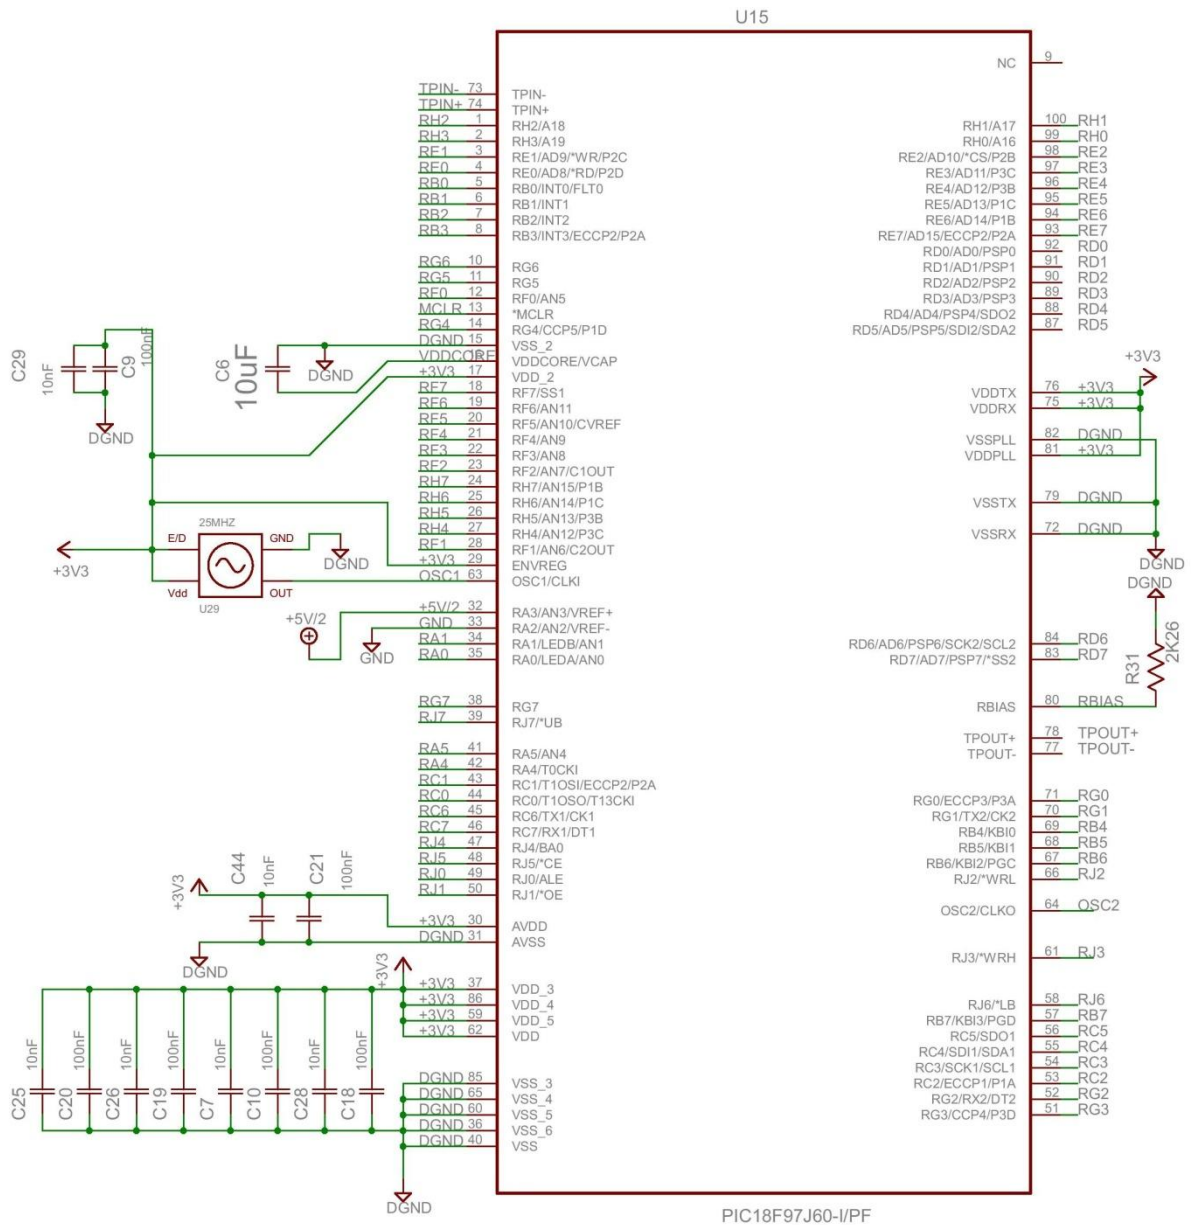 U15
NC 9
TPIN- 73 TPIN-
TPIN+ 74 TPIN+
RH2 1 RH2/A18
RH3 2 RH3/A19
RE1 3 RE1/AD9/*WR/P2C
RE0 4 RE0/AD8/*RD/P2D
RB0 5 RB0/INT0/FLT0
RB1 6 RB1/INT1
RB2 7 RB2/INT2
RB3 8 RB3/INT3/ECCP2/P2A
RG6 10 RG6
RG5 11 RG5
RF0 12 RF0/AN5
MCLR 13 *MCLR
RG4 14 RG4/CCP5/P1D
DGND 15 VSS_2
VDDCORE VDDCORE/VCAP
+3V3 17 VDD_2
RF7 18 RF7/SS1
RF6 19 RF6/AN11
RF5 20 RF5/AN10/CVREF
RF4 21 RF4/AN9
RF3 22 RF3/AN8
RF2 23 RF2/AN7/C1OUT
RH7 24 RH7/AN15/P1B
RH6 25 RH6/AN14/P1C
RH5 26 RH5/AN13/P3B
RH4 27 RH4/AN12/P3C
RF1 28 RF1/AN6/C2OUT
+3V3 29 ENVREG
OSC1 63 OSC1/CLKI
+5V/2 32 RA3/AN3/VREF+
GND 33 RA2/AN2/VREF-
RA1 34 RA1/LEDB/AN1
RA0 35 RA0/LEDA/AN0
RG7 38 RG7
RJ7 39 RJ7/*UB
RA5 41 RA5/AN4
RA4 42 RA4/T0CKI
RC1 43 RC1/T1OSI/ECCP2/P2A
RC0 44 RC0/T1OSO/T13CKI
RC6 45 RC6/TX1/CK1
RC7 46 RC7/RX1/DT1
RJ4 47 RJ4/BA0
RJ5 48 RJ5/*CE
RJ0 49 RJ0/ALE
RJ1 50 RJ1/*OE
+3V3 30 AVDD
DGND 31 AVSS
+3V3 37 VDD_3
+3V3 86 VDD_4
+3V3 59 VDD_5
+3V3 62 VDD
DGND 85 VSS_3
DGND 65 VSS_4
DGND 60 VSS_5
DGND 36 VSS_6
DGND 40 VSS
RH1/A17 100 RH1
RH0/A16 99 RH0
RE2/AD10/*CS/P2B 98 RE2
RE3/AD11/P3C 97 RE3
RE4/AD12/P3B 96 RE4
RE5/AD13/P1C 95 RE5
RE6/AD14/P1B 94 RE6
RE7/AD15/ECCP2/P2A 93 RE7
RD0/AD0/PSP0 92 RD0
RD1/AD1/PSP1 91 RD1
RD2/AD2/PSP2 90 RD2
RD3/AD3/PSP3 89 RD3
RD4/AD4/PSP4/SDO2 88 RD4
RD5/AD5/PSP5/SDI2/SDA2 87 RD5
+3V3
VDDTX 76 +3V3
VDDRX 75 +3V3
VSSPLL 82 DGND
VDDPLL 81 +3V3
VSSTX 79 DGND
VSSRX 72 DGND
DGND
DGND
R31
2K26
RD6/AD6/PSP6/SCK2/SCL2 84 RD6
RD7/AD7/PSP7/*SS2 83 RD7
RBIAS 80 RBIAS
TPOUT+ 78 TPOUT+
TPOUT- 77 TPOUT-
RG0/ECCP3/P3A 71 RG0
RG1/TX2/CK2 70 RG1
RB4/KBI0 69 RB4
RB5/KBI1 68 RB5
RB6/KBI2/PGC 67 RB6
RJ2/*WRL 66 RJ2
OSC2/CLKO 64 OSC2
RJ3/*WRH 61 RJ3
RJ6/*LB 58 RJ6
RB7/KBI3/PGD 57 RB7
RC5/SDO1 56 RC5
RC4/SDI1/SDA1 55 RC4
RC3/SCK1/SCL1 54 RC3
RC2/ECCP1/P1A 53 RC2
RG2/RX2/DT2 52 RG2
RG3/CCP4/P3D 51 RG3
C29
10nF
C9
100nF
DGND
C6
10uF
DGND
25MHZ
E/D GND
Vdd OUT
U29
+3V3
DGND
+5V/2
GND
+3V3
C44
10nF
C21
100nF
DGND
+3V3
C25
10nF
C20
100nF
C26
10nF
C19
100nF
C7
10nF
C10
100nF
C28
10nF
C18
100nF
DGND
PIC18F97J60-I/PF